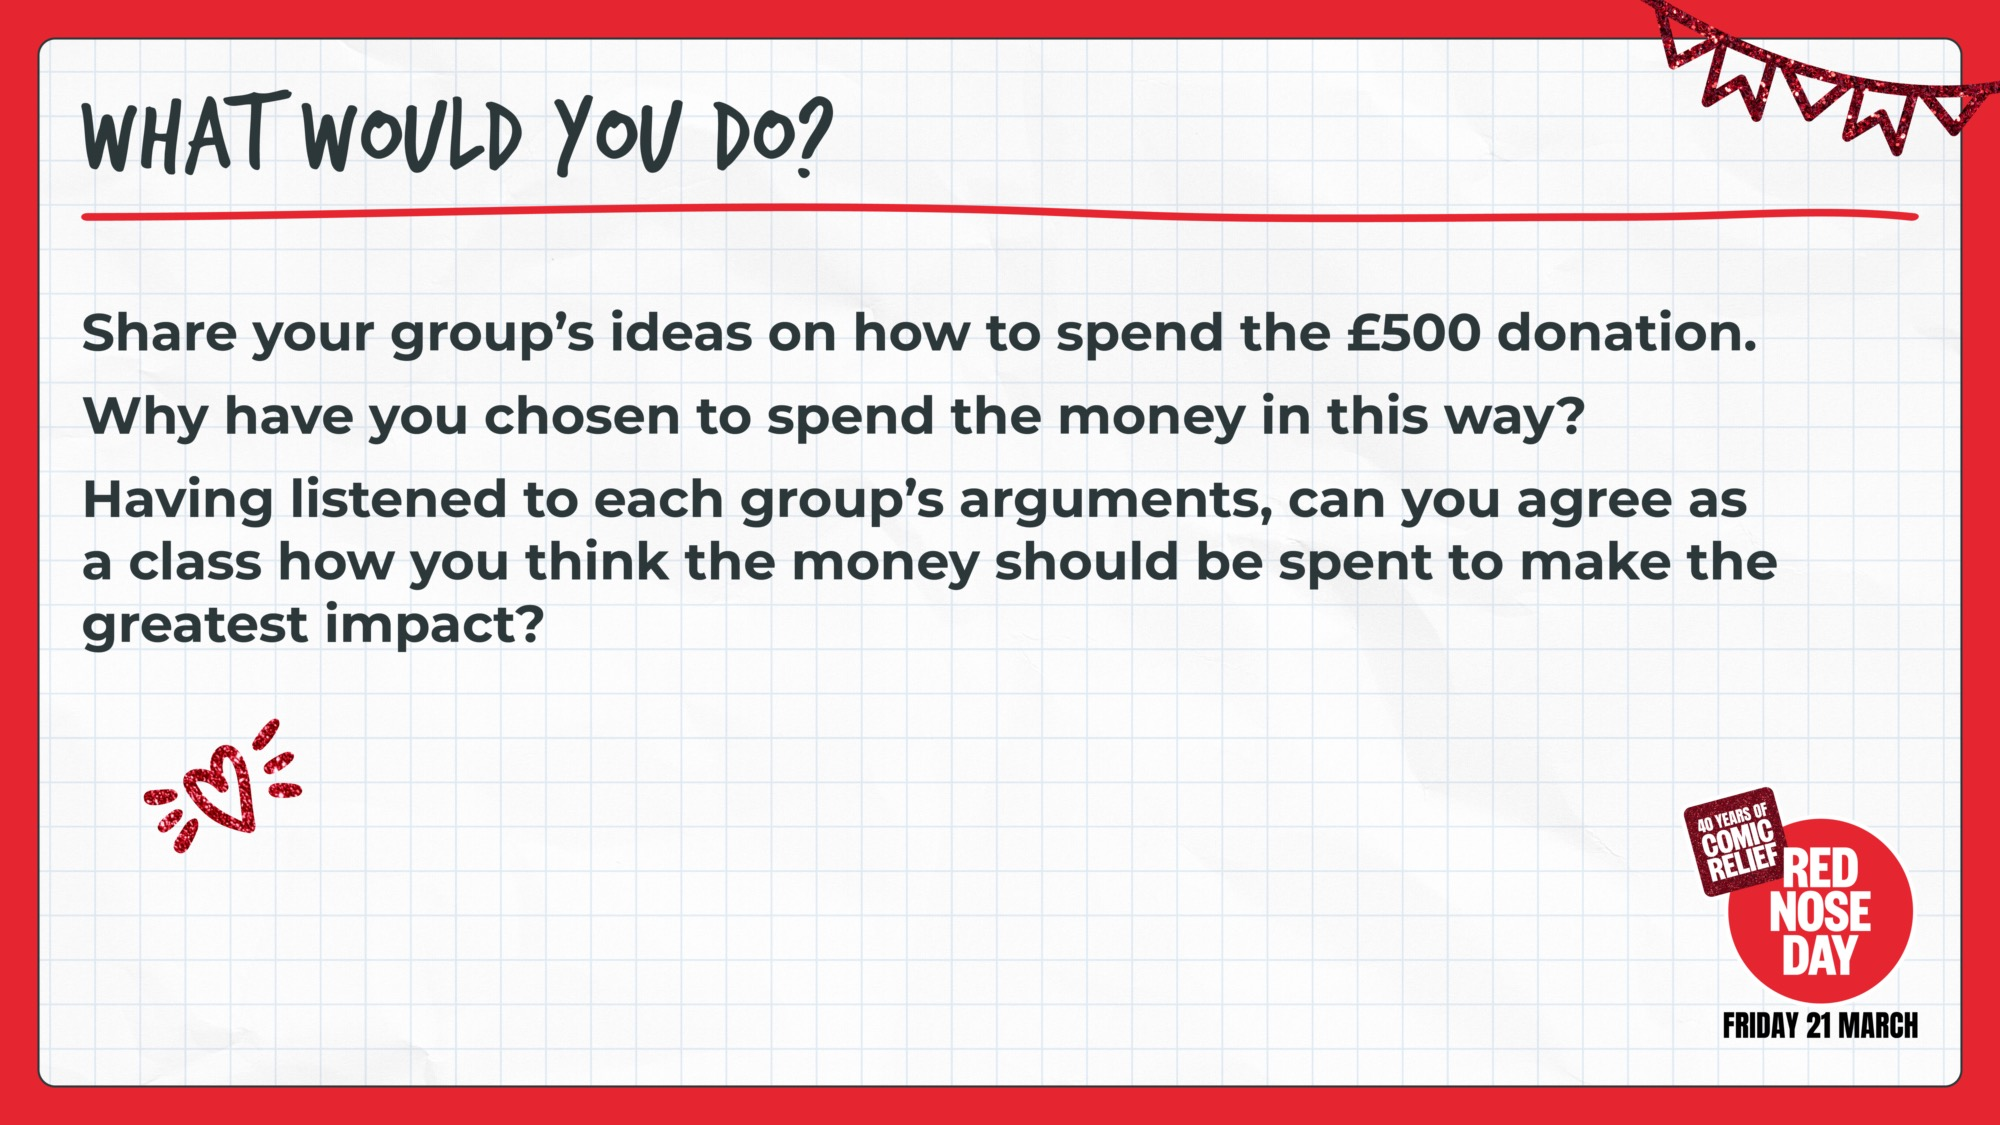 WHAT WOULD YOU DO?
Share your group’s ideas on how to spend the £500 donation.
Why have you chosen to spend the money in this way?
Having listened to each group’s arguments, can you agree as
a class how you think the money should be spent to make the
greatest impact?
40 YEARS OF
COMIC
RELIEF
RED
NOSE
DAY
FRIDAY 21 MARCH